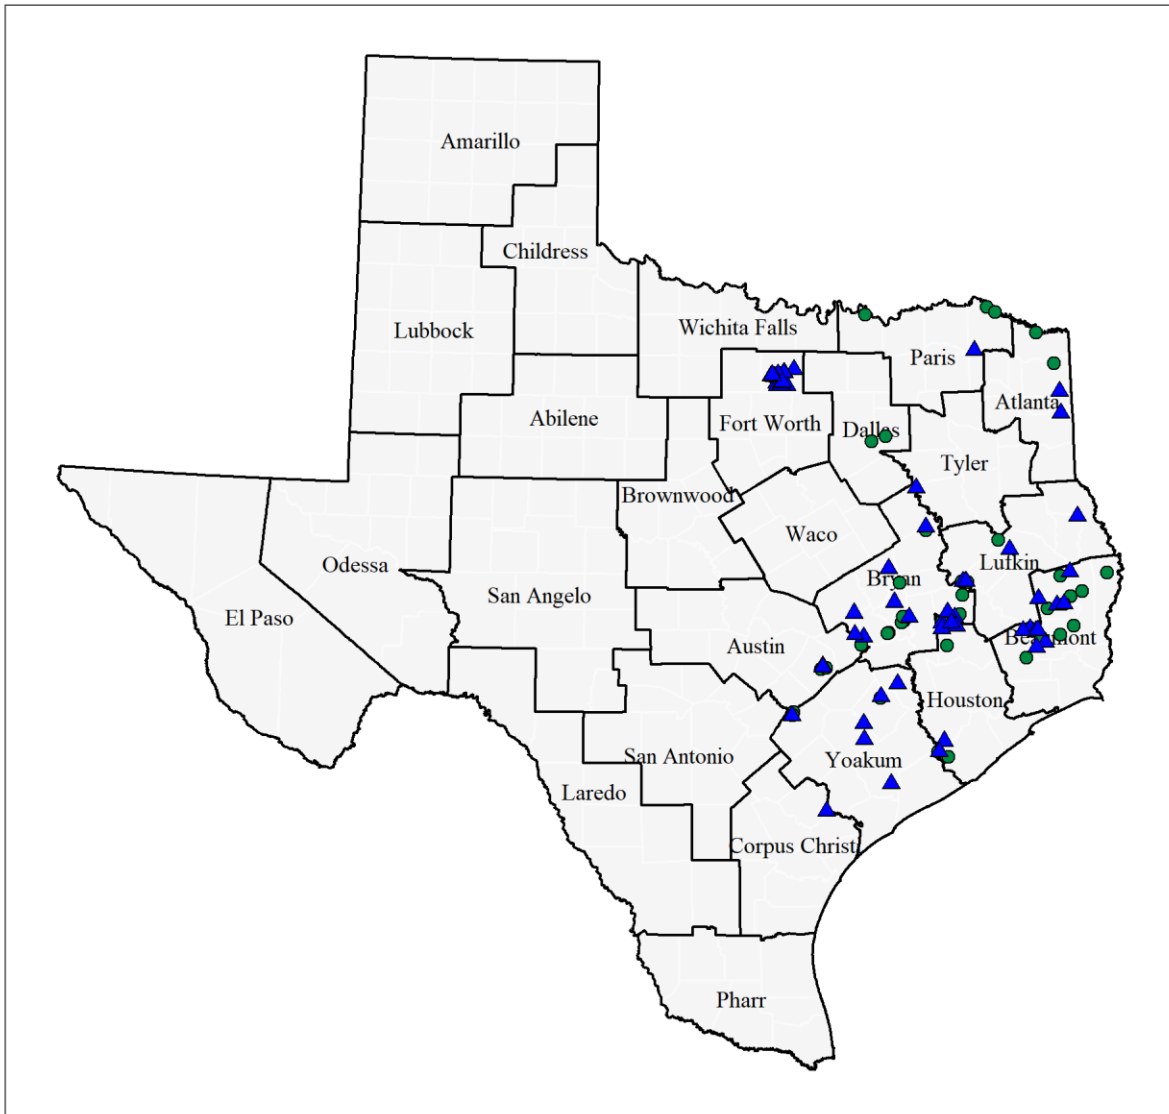 Amarillo
Childress
Lubbock
Wichita Falls
Paris
Atlanta
Abilene
Fort Worth
Dallas
Tyler
Brownwood
Waco
Lufkin
Odessa
Bryan
San Angelo
El Paso
Austin
Beaumont
Houston
San Antonio
Yoakum
Laredo
Corpus Christ
Pharr